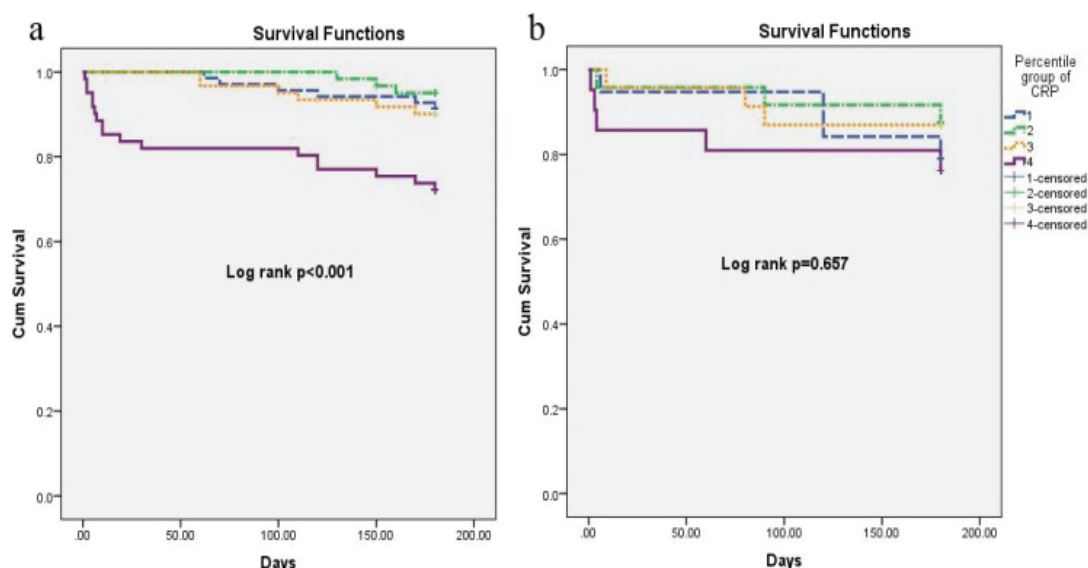 a
Survival Functions
1.0
0.8
0.6
0.4
0.2
0.0
Cum Survival
Log rank p<0.001
.00 50.00 100.00 150.00 200.00
Days
b
Survival Functions
1.0
0.8
0.6
0.4
0.2
0.0
Cum Survival
Log rank p=0.657
.00 50.00 100.00 150.00 200.00
Days
Percentile
group of
CRP
1
2
3
4
1-censored
2-censored
3-censored
4-censored